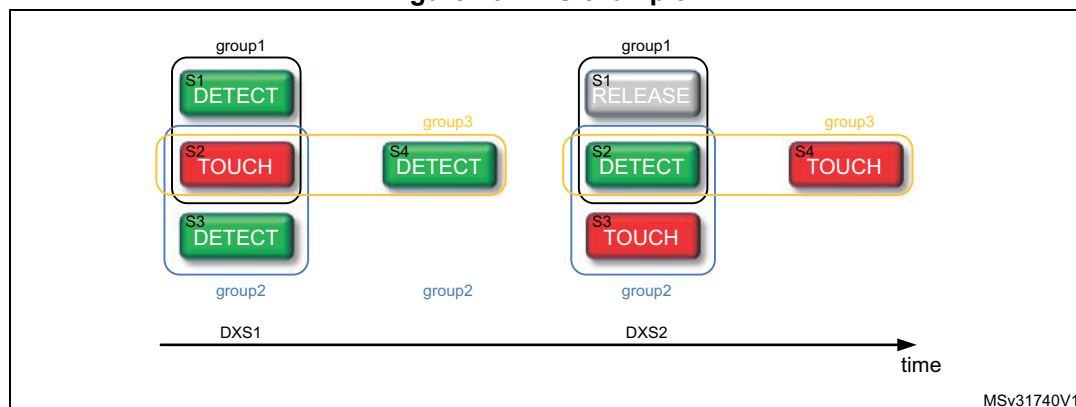 group1 group1
S1 S1
DETECT RELEASE
group3 group3
S2 S4 S2 S4
TOUCH DETECT DETECT TOUCH
S3 S3
DETECT TOUCH
group2 group2 group2
DXS1 DXS2
time
MSv31740V1